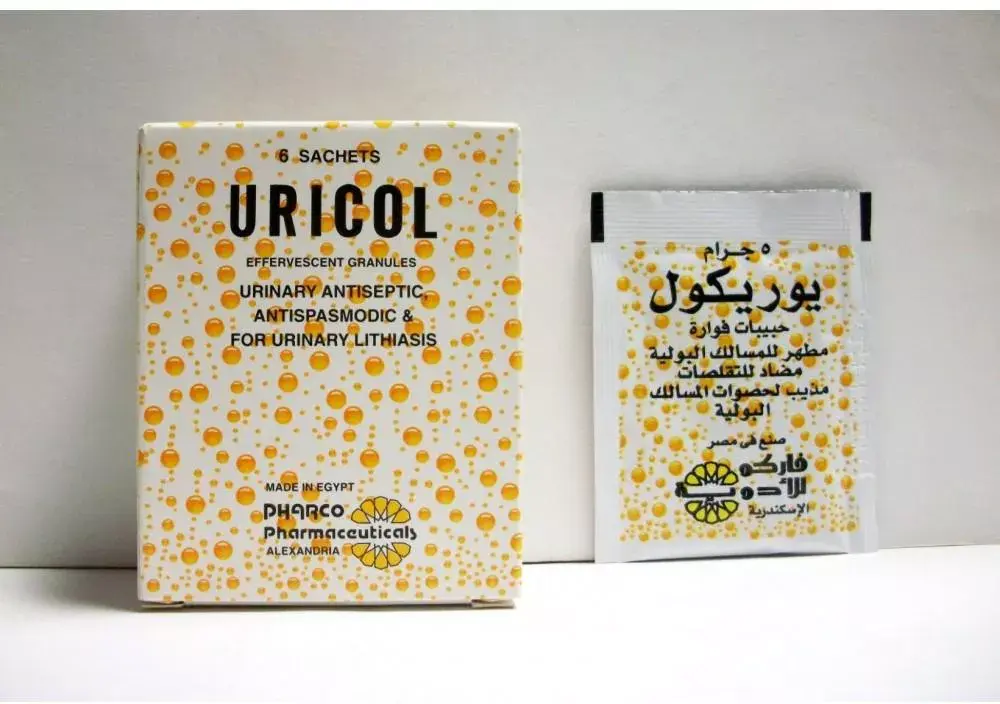 6 SACHETS
URICOL
EFFERVESCENT GRANULES
URINARY ANTISEPTIC,
ANTISPASMODIC &
FOR URINARY LITHIASIS
MADE IN EGYPT
PHARCO
Pharmaceuticals
ALEXANDRIA
٥ جرام
يوريكول
حبيبات فوارة
مطهر للمسالك البولية
مضاد للتقلصات
مذيب لحصوات المسالك
البولية
صنع فى مصر
فاركو
للأدوية
الإسكندرية